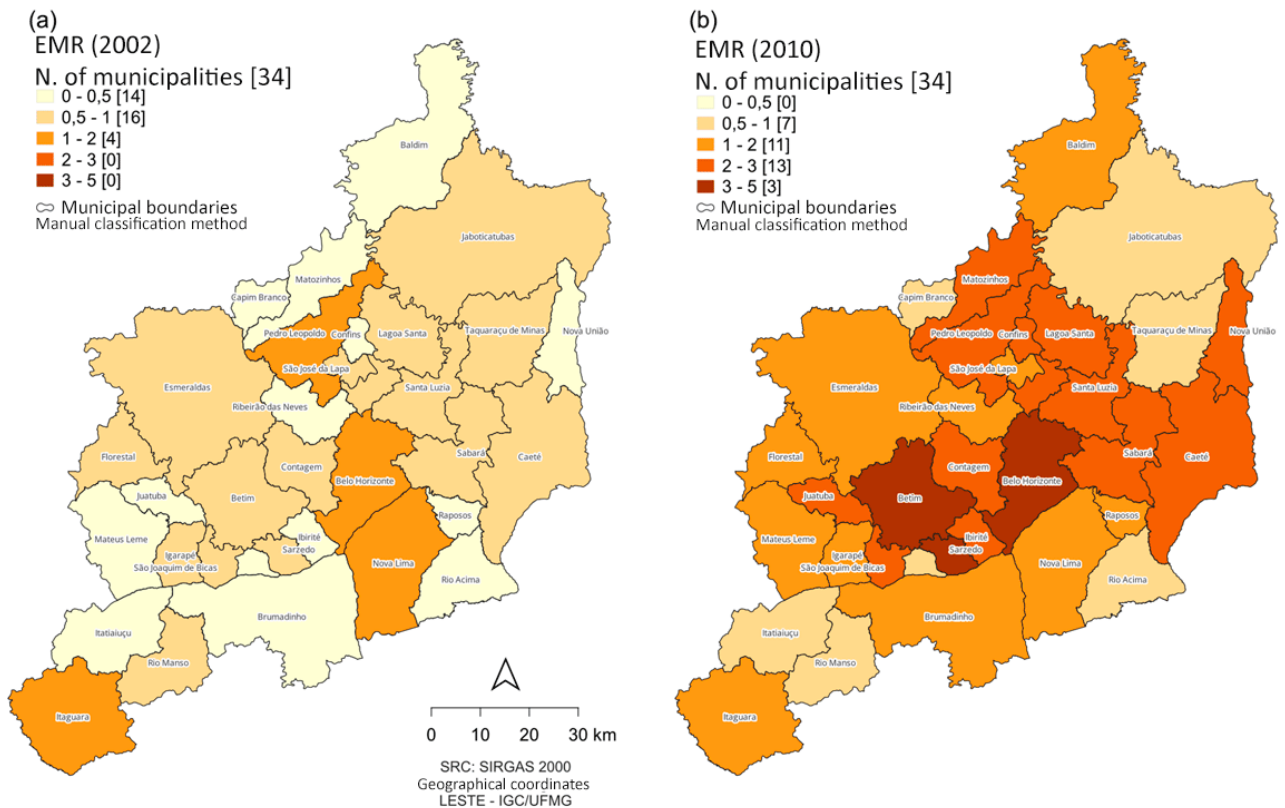 (a)
EMR (2002)
N. of municipalities [34]
0 - 0,5 [14]
0,5 - 1 [16]
1 - 2 [4]
2 - 3 [0]
3 - 5 [0]
Municipal boundaries
Manual classification method
Baldim
Jaboticatubas
Matozinhos
Capim Branco
Pedro Leopoldo
Confins
Lagoa Santa
Taquaraçu de Minas
Nova União
São José da Lapa
Esmeraldas
Santa Luzia
Ribeirão das Neves
Florestal
Contagem
Sabará
Caeté
Belo Horizonte
Juatuba
Betim
Raposos
Mateus Leme
Ibirité
Igarapé
Sarzedo
São Joaquim de Bicas
Nova Lima
Rio Acima
Brumadinho
Itatiaiuçu
Rio Manso
Itaguara
0 10 20 30 km
SRC: SIRGAS 2000
Geographical coordinates
LESTE - IGC/UFMG
(b)
EMR (2010)
N. of municipalities [34]
0 - 0,5 [0]
0,5 - 1 [7]
1 - 2 [11]
2 - 3 [13]
3 - 5 [3]
Municipal boundaries
Manual classification method
Baldim
Jaboticatubas
Matozinhos
Capim Branco
Pedro Leopoldo
Confins
Lagoa Santa
Taquaraçu de Minas
Nova União
São José da Lapa
Esmeraldas
Santa Luzia
Ribeirão das Neves
Florestal
Contagem
Sabará
Caeté
Belo Horizonte
Juatuba
Betim
Raposos
Mateus Leme
Ibirité
Igarapé
Sarzedo
São Joaquim de Bicas
Nova Lima
Rio Acima
Brumadinho
Itatiaiuçu
Rio Manso
Itaguara